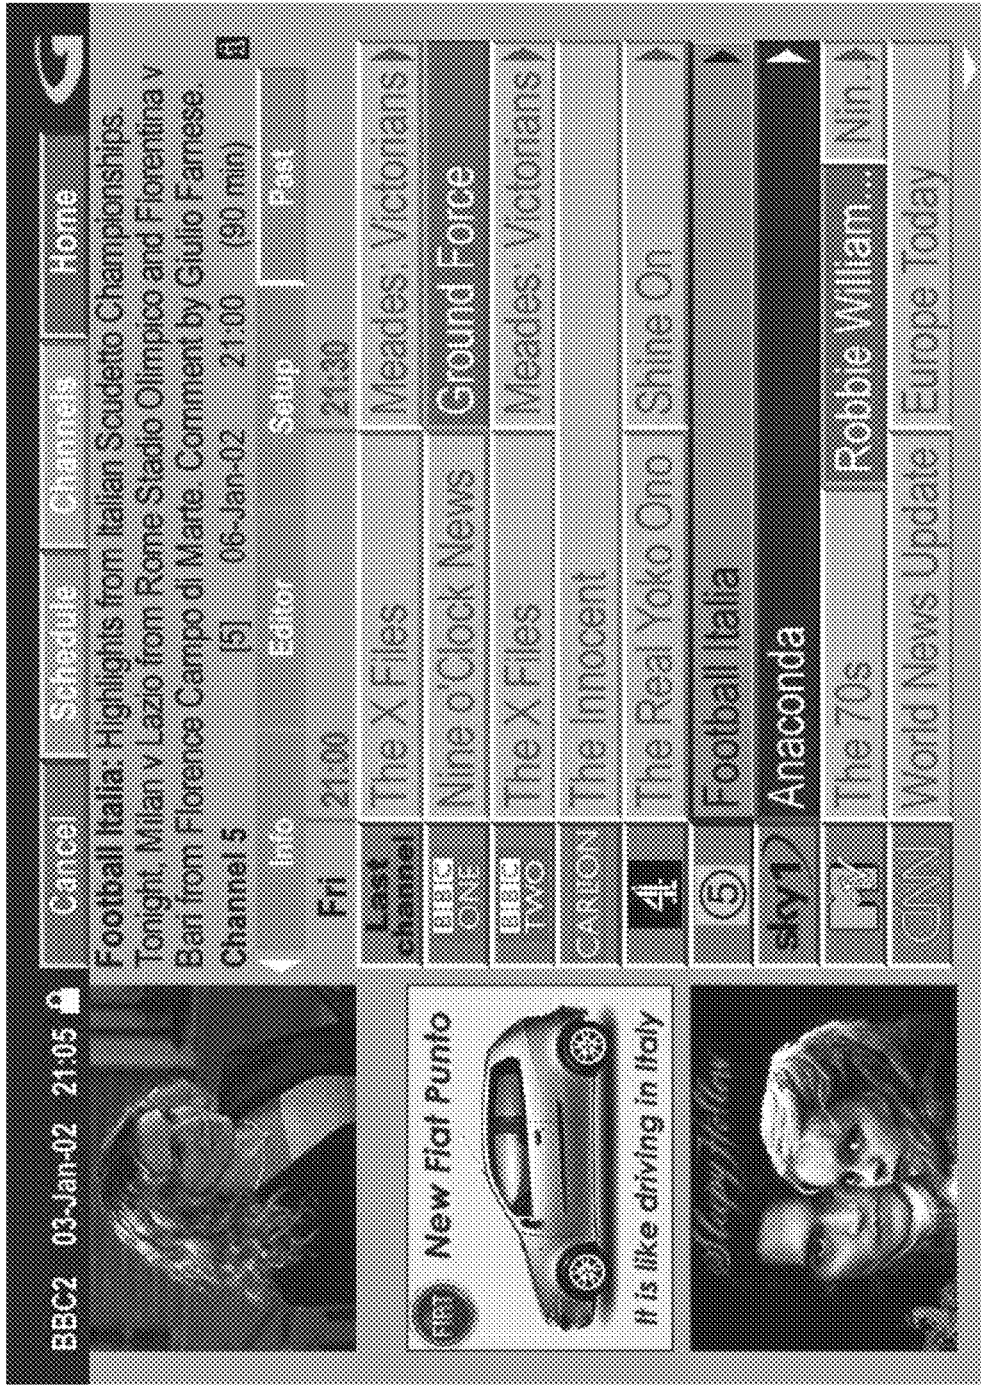 BBC2 03-Jan-02 21:05
Cancel Schedule Channels Home
Football Italia: Highlights from Italian Scudetto Championships.
Tonight, Milan v Lazio from Rome Stadio Olimpico and Fiorentina v
Bari from Florence Campo di Marte. Comment by Giulio Farnese.
Channel 5 [5] 06-Jan-02 21.00 (90 min)
Info Editor Setup Past
Fri 21:00 21:30
Last
channel
The X Files Meades Victorians
BBC
ONE
Nine o'Clock News Ground Force
BBC
TWO
The X Files Meades Victorians
CARLTON The Innocent
4 The Real Yoko Ono Shine On
5 Football Italia
sky1 Anaconda
The 70s Robbie William... Nin...
CNN World News Update Europe Today
FIAT New Fiat Punto
It is like driving in Italy